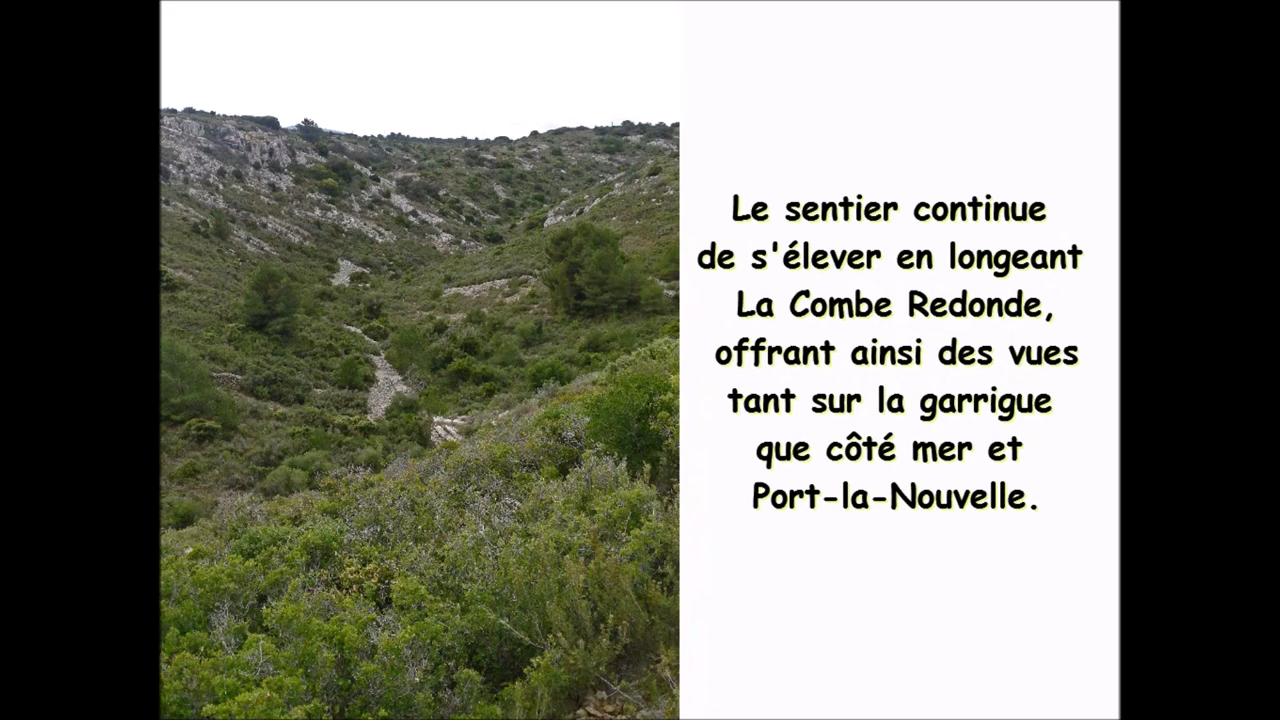 Le sentier continue
de s'élever en longeant
La Combe Redonde,
offrant ainsi des vues
tant sur la garrigue
que côté mer et
Port-la-Nouvelle.